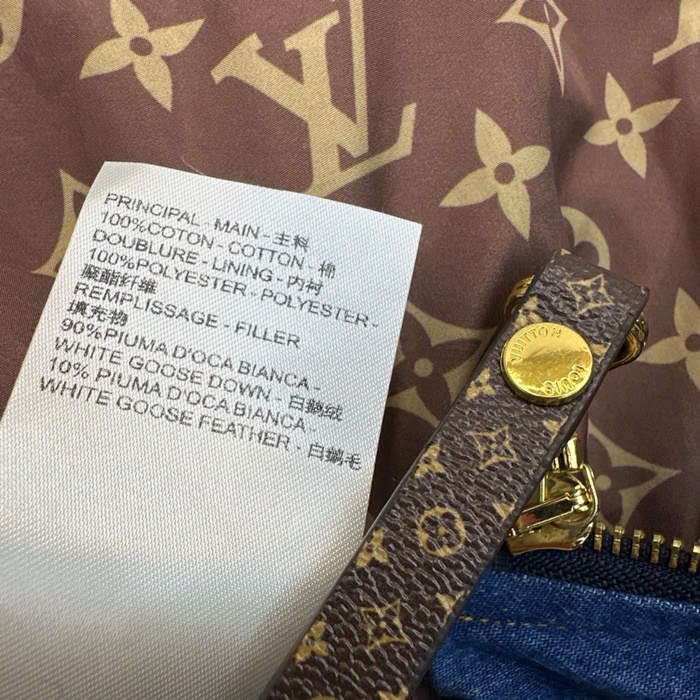 PRINCIPAL - MAIN - 主料
100%COTON - COTTON - 棉
DOUBLURE - LINING - 内衬
100%POLYESTER - POLYESTER -
聚酯纤维
REMPLISSAGE - FILLER
填充物
90%PIUMA D'OCA BIANCA -
WHITE GOOSE DOWN - 白鹅绒
10% PIUMA D'OCA BIANCA -
WHITE GOOSE FEATHER - 白鹅毛
LOUIS VUITTON